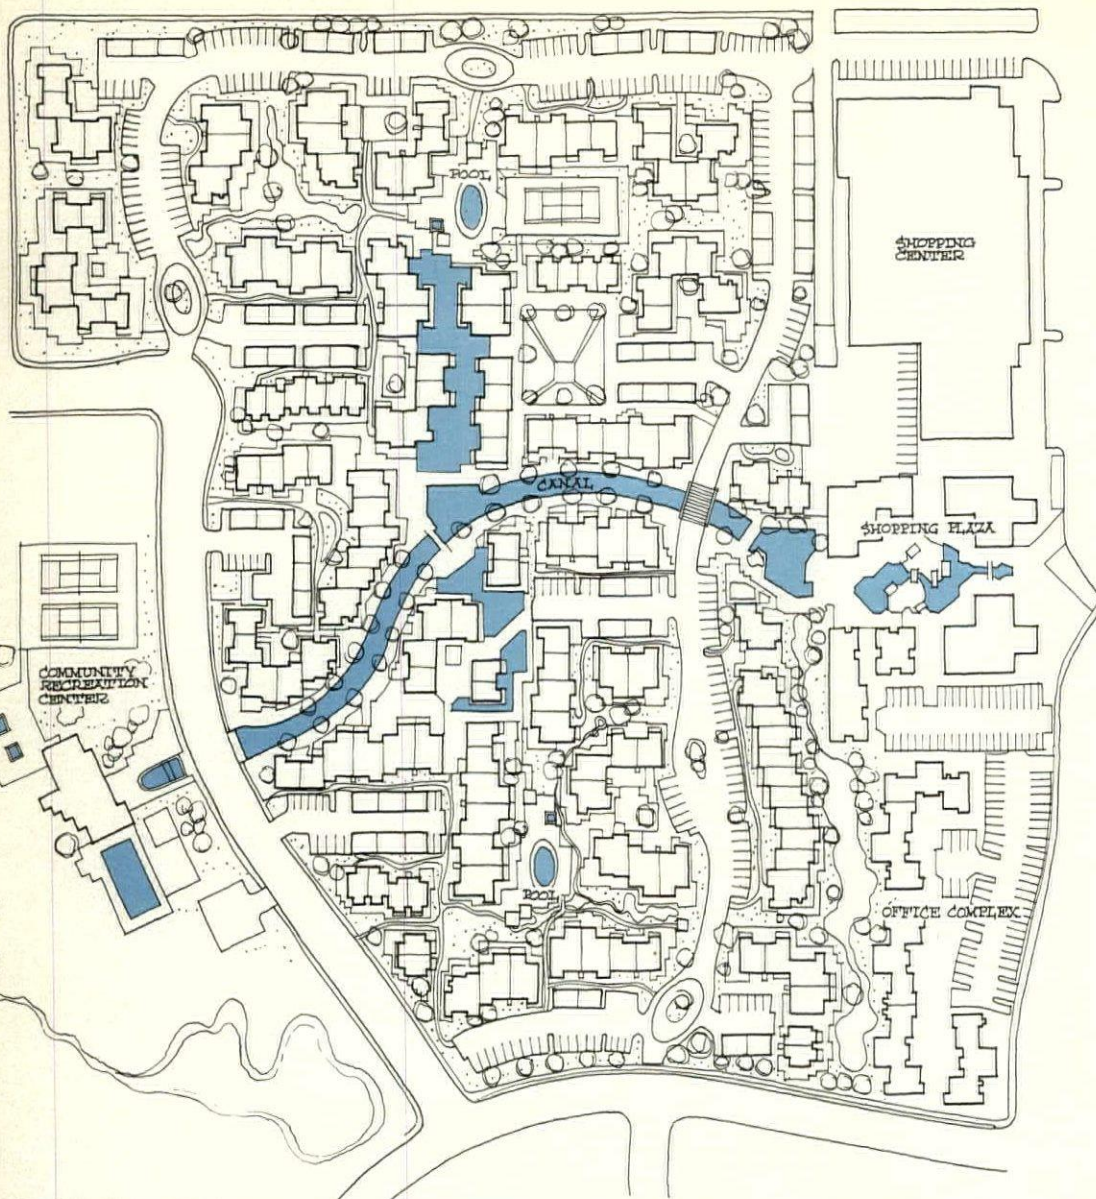 POOL
SHOPPING
CENTER
CANAL
SHOPPING PLAZA
COMMUNITY
RECREATION
CENTER
POOL
OFFICE COMPLEX